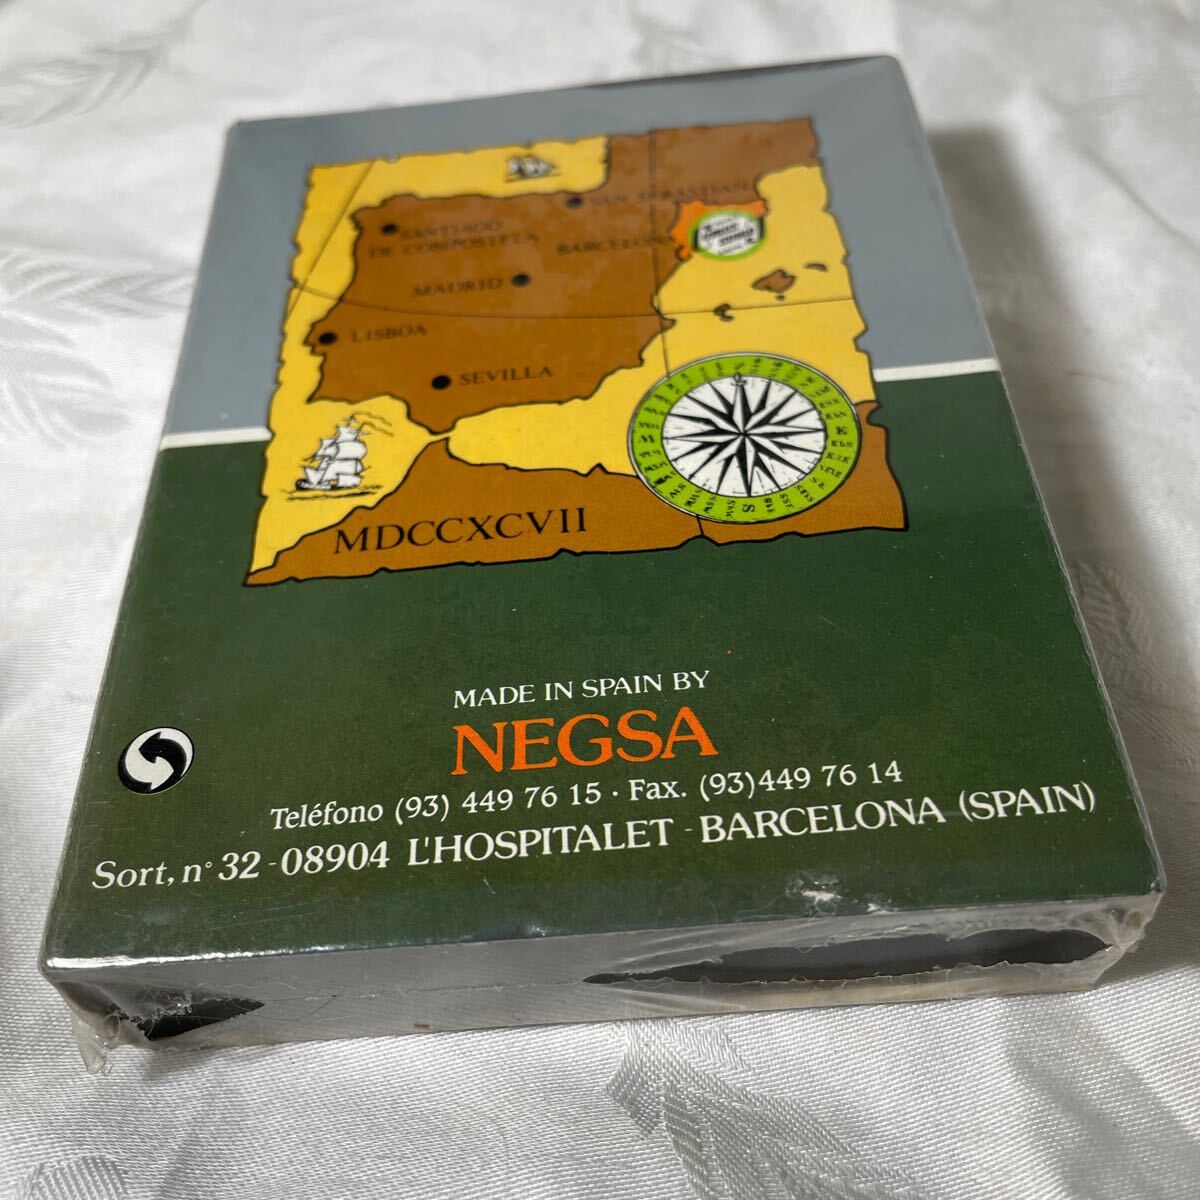 SAN SEBASTIAN
SANTIAGO
DE COMPOSTELA
BARCELONA
MADRID
LISBOA
SEVILLA
MDCCXCVII
MADE IN SPAIN BY
NEGSA
Teléfono (93) 449 76 15 · Fax. (93) 449 76 14
Sort, n° 32 - 08904 L'HOSPITALET - BARCELONA (SPAIN)